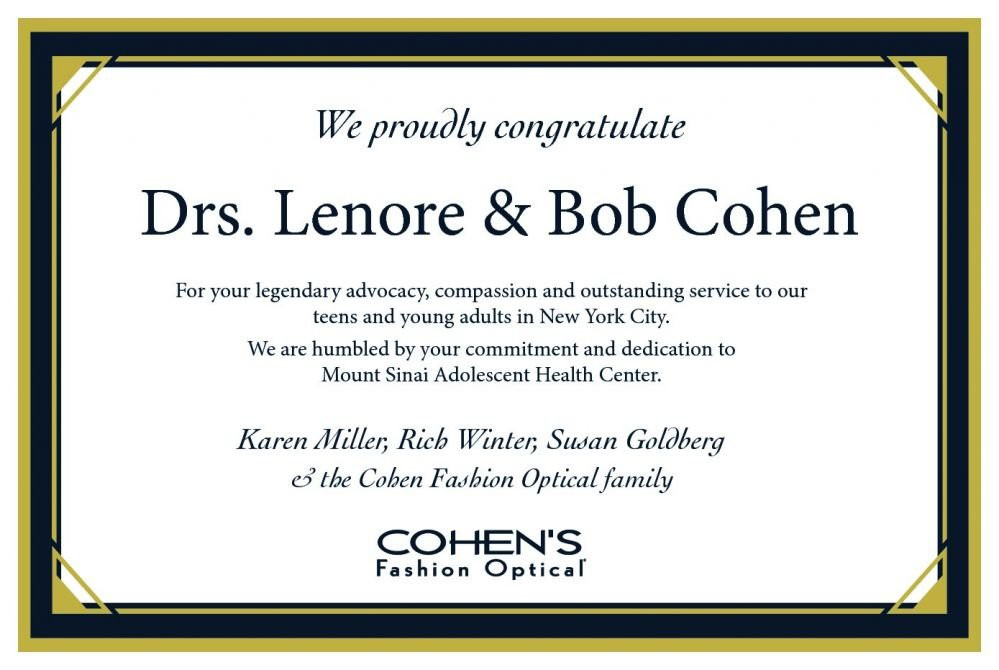 We proudly congratulate
Drs. Lenore & Bob Cohen
For your legendary advocacy, compassion and outstanding service to our
teens and young adults in New York City.
We are humbled by your commitment and dedication to
Mount Sinai Adolescent Health Center.
Karen Miller, Rich Winter, Susan Goldberg
& the Cohen Fashion Optical family
COHEN'S
Fashion Optical